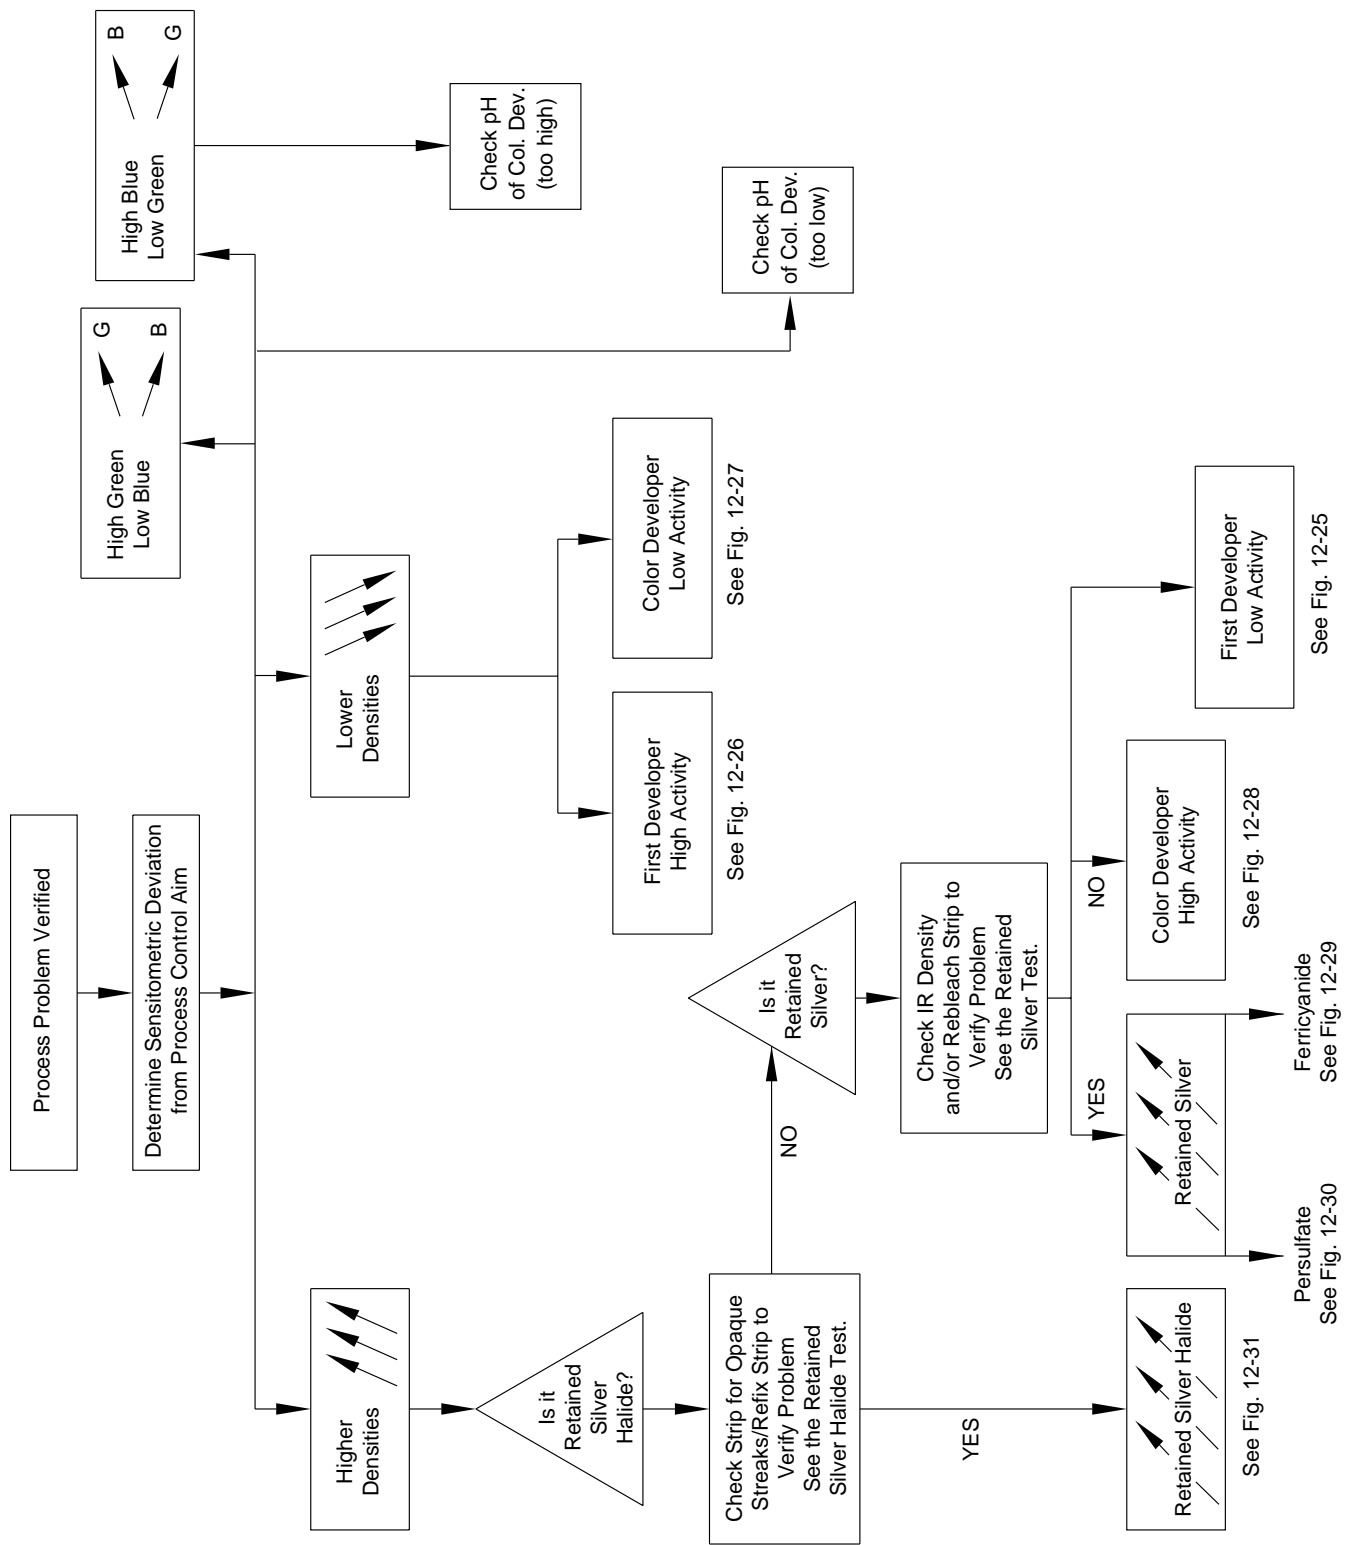 Process Problem Verified
Determine Sensitometric Deviation
from Process Control Aim
Higher
Densities
Lower
Densities
High Green
Low Blue
G
B
High Blue
Low Green
B
G
Is it
Retained
Silver
Halide?
First Developer
High Activity
See Fig. 12-26
Color Developer
Low Activity
See Fig. 12-27
Check pH
of Col. Dev.
(too low)
Check pH
of Col. Dev.
(too high)
Check Strip for Opaque
Streaks/Refix Strip to
Verify Problem
See the Retained
Silver Halide Test.
NO
Is it
Retained
Silver?
Check IR Density
and/or Rebleach Strip to
Verify Problem
See the Retained
Silver Test.
YES
YES
NO
Retained Silver Halide
See Fig. 12-31
Retained Silver
Persulfate
See Fig. 12-30
Ferricyanide
See Fig. 12-29
Color Developer
High Activity
See Fig. 12-28
First Developer
Low Activity
See Fig. 12-25